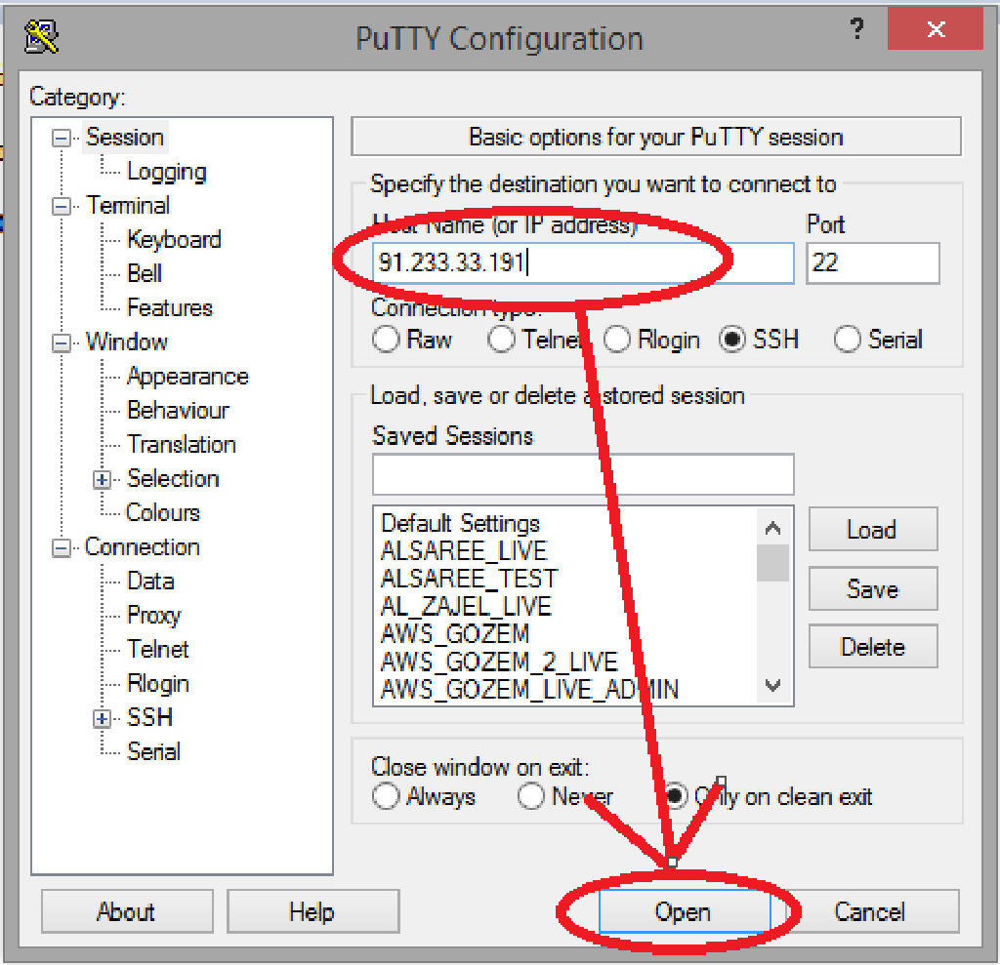 PuTTY Configuration
?
Category:
Session
Logging
Terminal
Keyboard
Bell
Features
Window
Appearance
Behaviour
Translation
Selection
Colours
Connection
Data
Proxy
Telnet
Rlogin
SSH
Serial
Basic options for your PuTTY session
Specify the destination you want to connect to
Host Name (or IP address) Port
91.233.33.191 22
Connection type:
Raw Telnet Rlogin SSH Serial
Load, save or delete a stored session
Saved Sessions
Default Settings
ALSAREE_LIVE
ALSAREE_TEST
AL_ZAJEL_LIVE
AWS_GOZEM
AWS_GOZEM_2_LIVE
AWS_GOZEM_LIVE_ADMIN
Load
Save
Delete
Close window on exit:
Always Never Only on clean exit
About Help Open Cancel